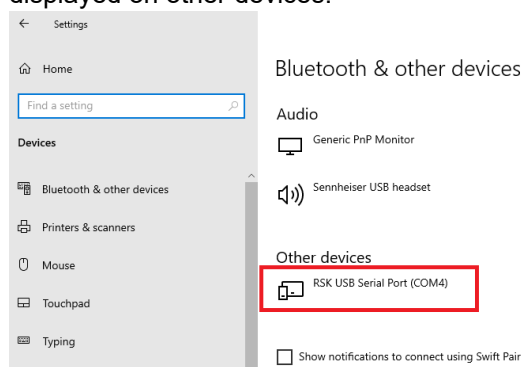 displayed on other devices.
Settings
Home
Find a setting
Devices
Bluetooth & other devices
Printers & scanners
Mouse
Touchpad
Typing
Bluetooth & other devices
Audio
Generic PnP Monitor
Sennheiser USB headset
Other devices
RSK USB Serial Port (COM4)
Show notifications to connect using Swift Pair